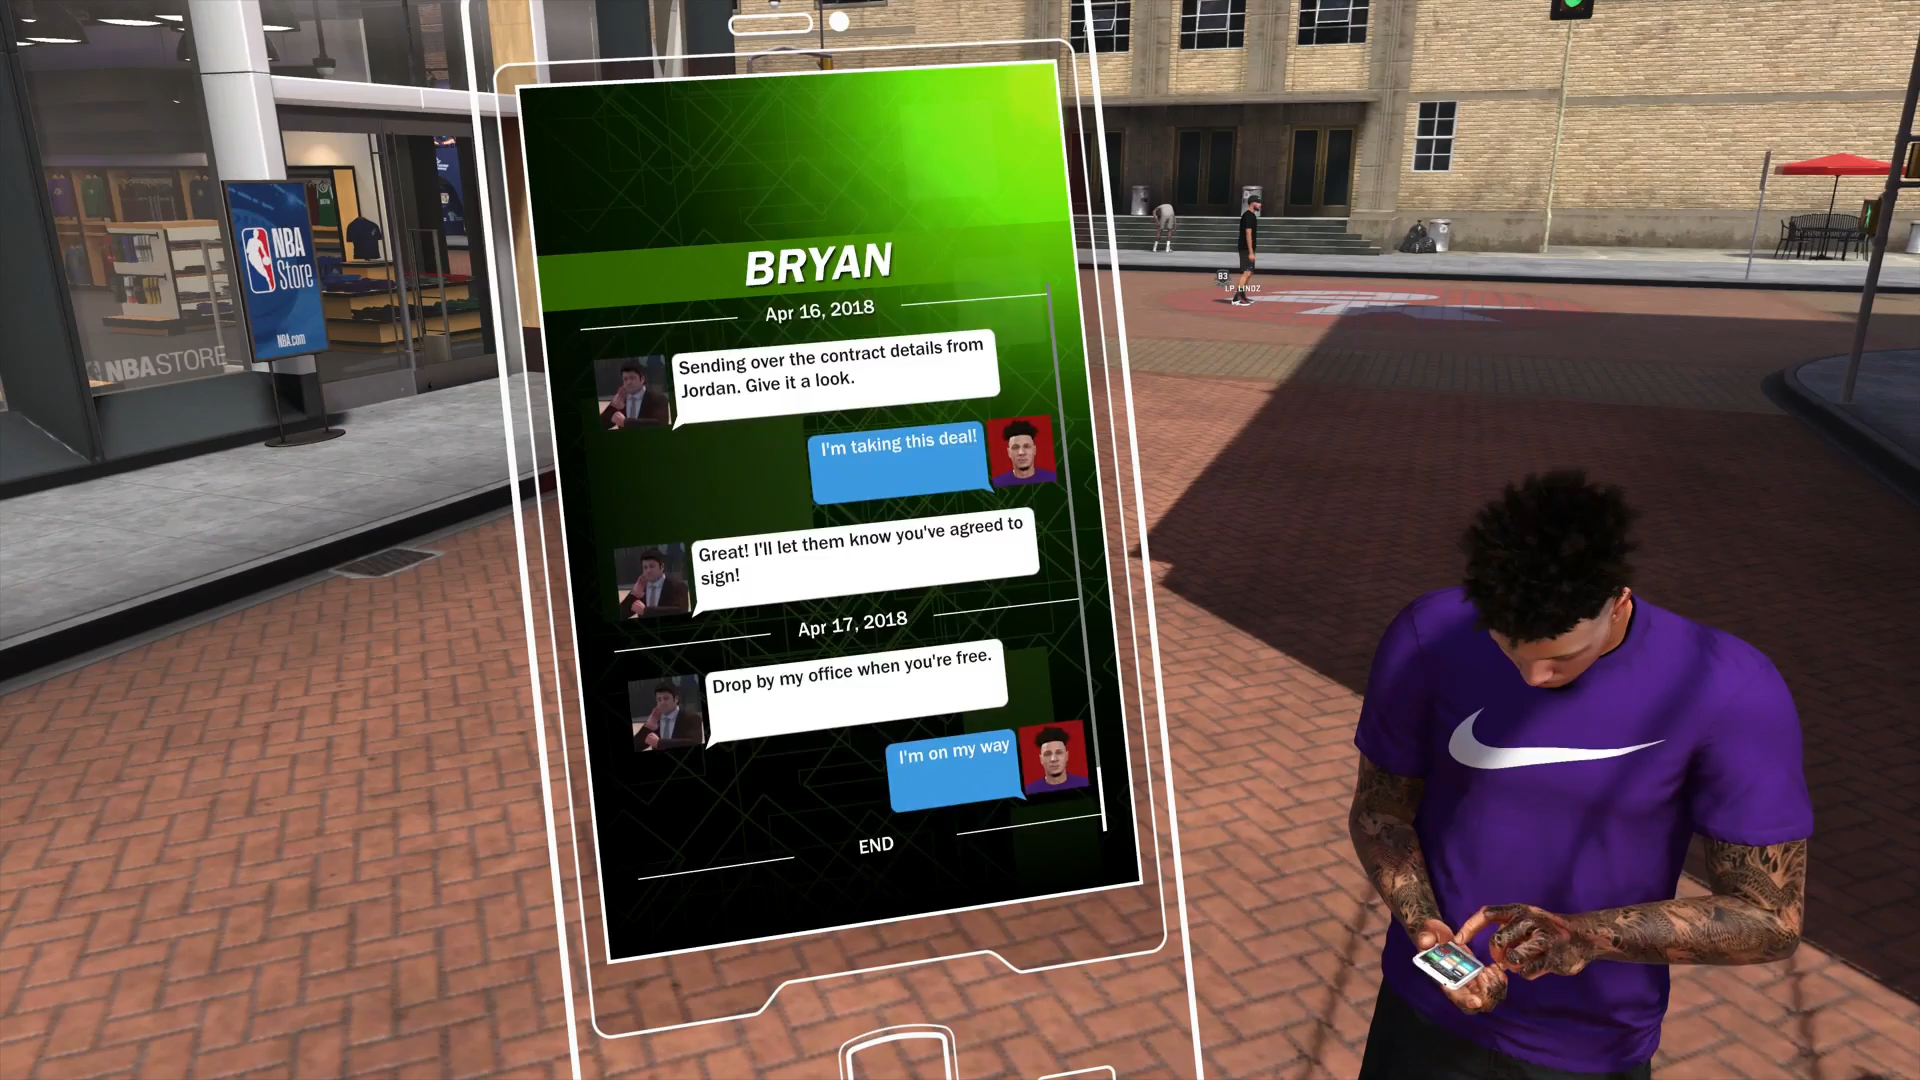 NBA
Store
NBA.com
NBASTORE
BRYAN
Apr 16, 2018
Sending over the contract details from
Jordan. Give it a look.
I'm taking this deal!
Great! I'll let them know you've agreed to
sign!
Apr 17, 2018
Drop by my office when you're free.
I'm on my way
END
83
LP_LINDZ